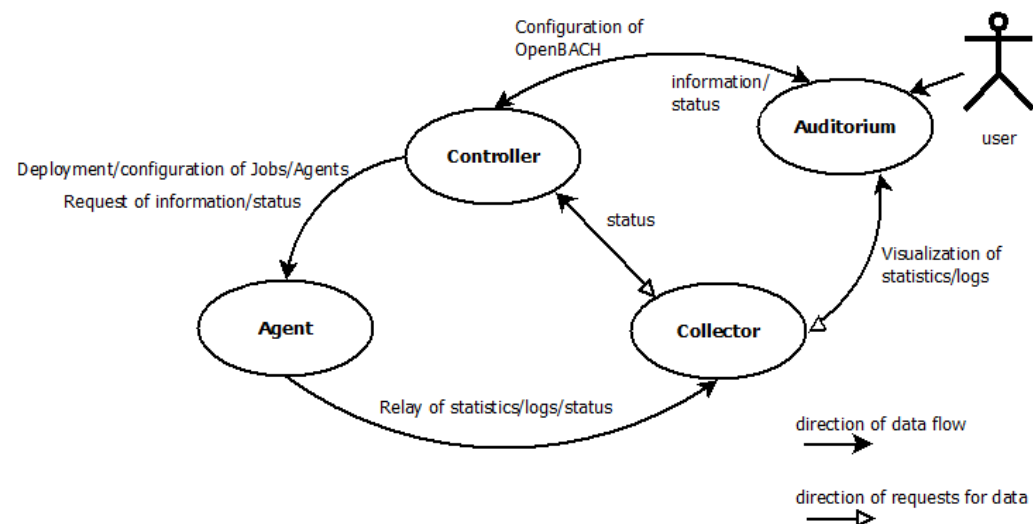 Configuration of
OpenBACH
information/
status
Auditorium
user
Controller
Deployment/configuration of Jobs/Agents
Request of information/status
status
Visualization of
statistics/logs
Agent
Collector
Relay of statistics/logs/status
direction of data flow
direction of requests for data